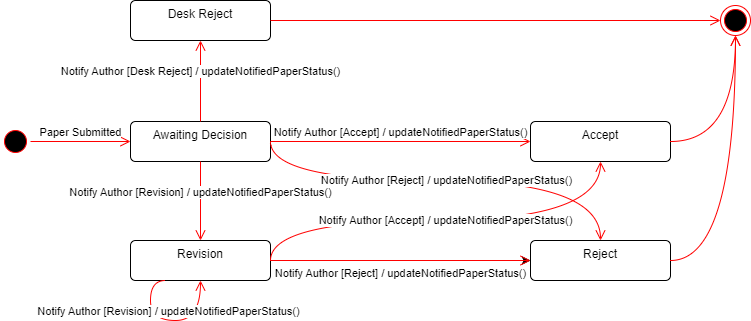 Desk Reject
Notify Author [Desk Reject] / updateNotifiedPaperStatus()
Paper Submitted
Awaiting Decision
Notify Author [Accept] / updateNotifiedPaperStatus()
Accept
Notify Author [Reject] / updateNotifiedPaperStatus()
Notify Author [Revision] / updateNotifiedPaperStatus()
Notify Author [Accept] / updateNotifiedPaperStatus()
Revision
Reject
Notify Author [Reject] / updateNotifiedPaperStatus()
Notify Author [Revision] / updateNotifiedPaperStatus()